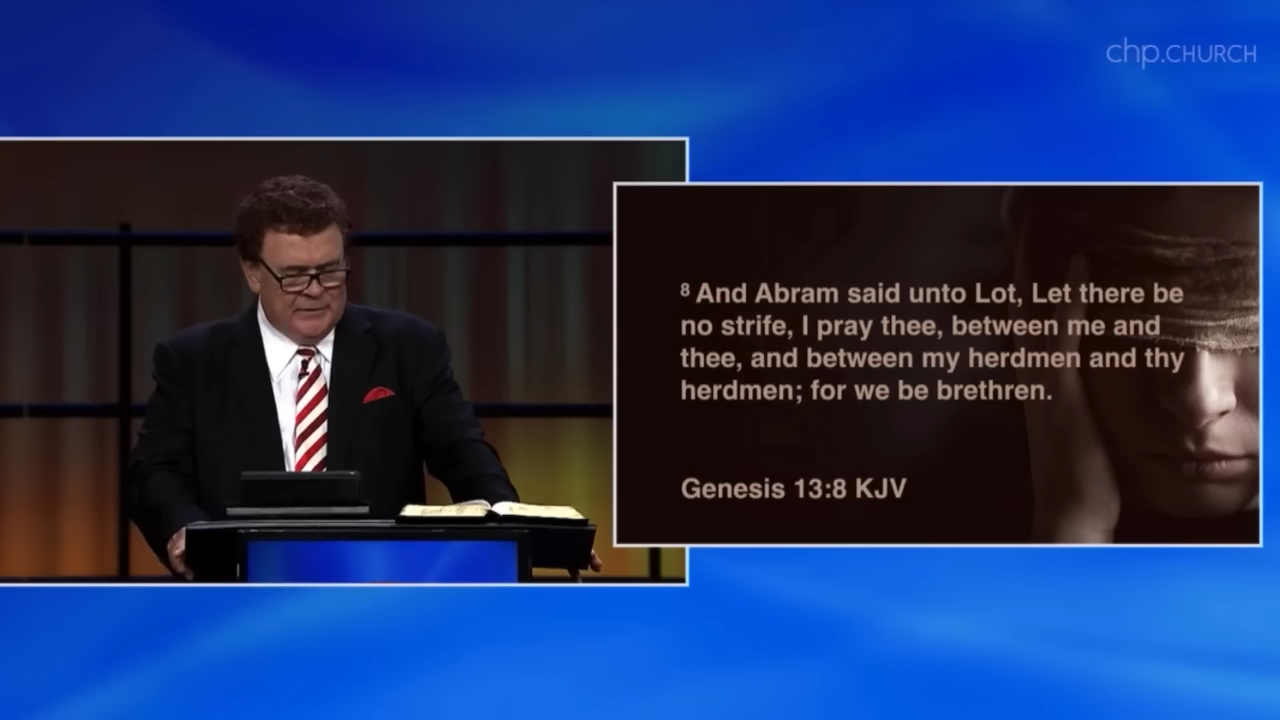 chp.CHURCH
8 And Abram said unto Lot, Let there be
no strife, I pray thee, between me and
thee, and between my herdmen and thy
herdmen; for we be brethren.
Genesis 13:8 KJV